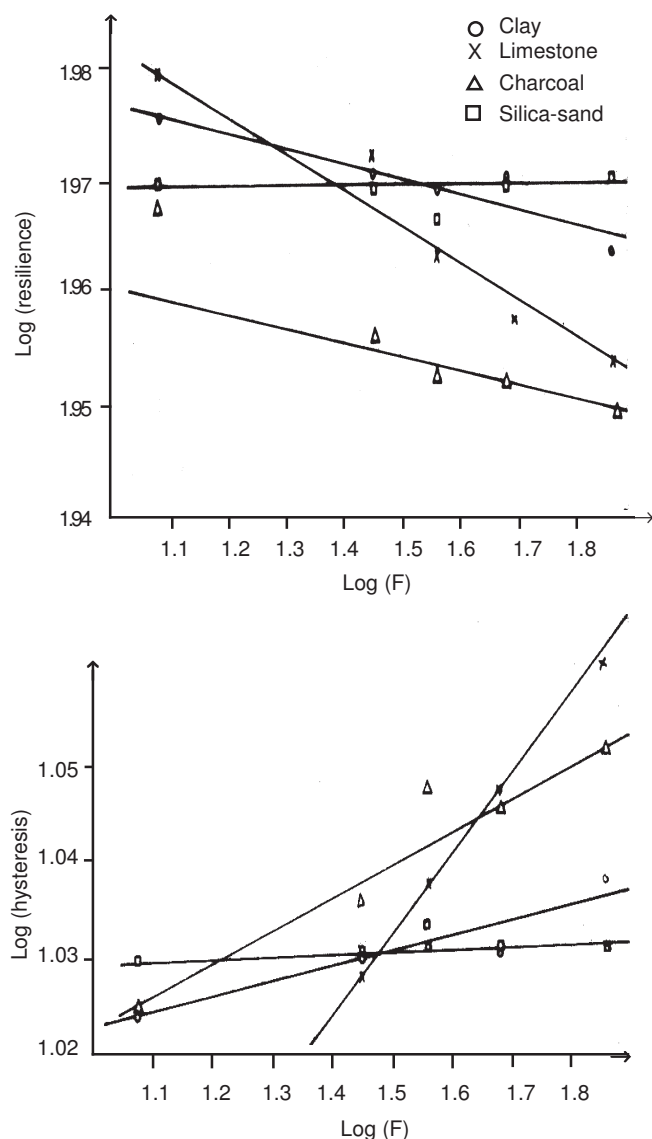 Clay
Limestone
Charcoal
Silica-sand
1.98
197
1.96
1.95
1.94
Log (resilience)
1.1 1.2 1.3 1.4 1.5 1.6 1.7 1.8
Log (F)
1.05
1.04
1.03
1.02
Log (hysteresis)
1.1 1.2 1.3 1.4 1.5 1.6 1.7 1.8
Log (F)